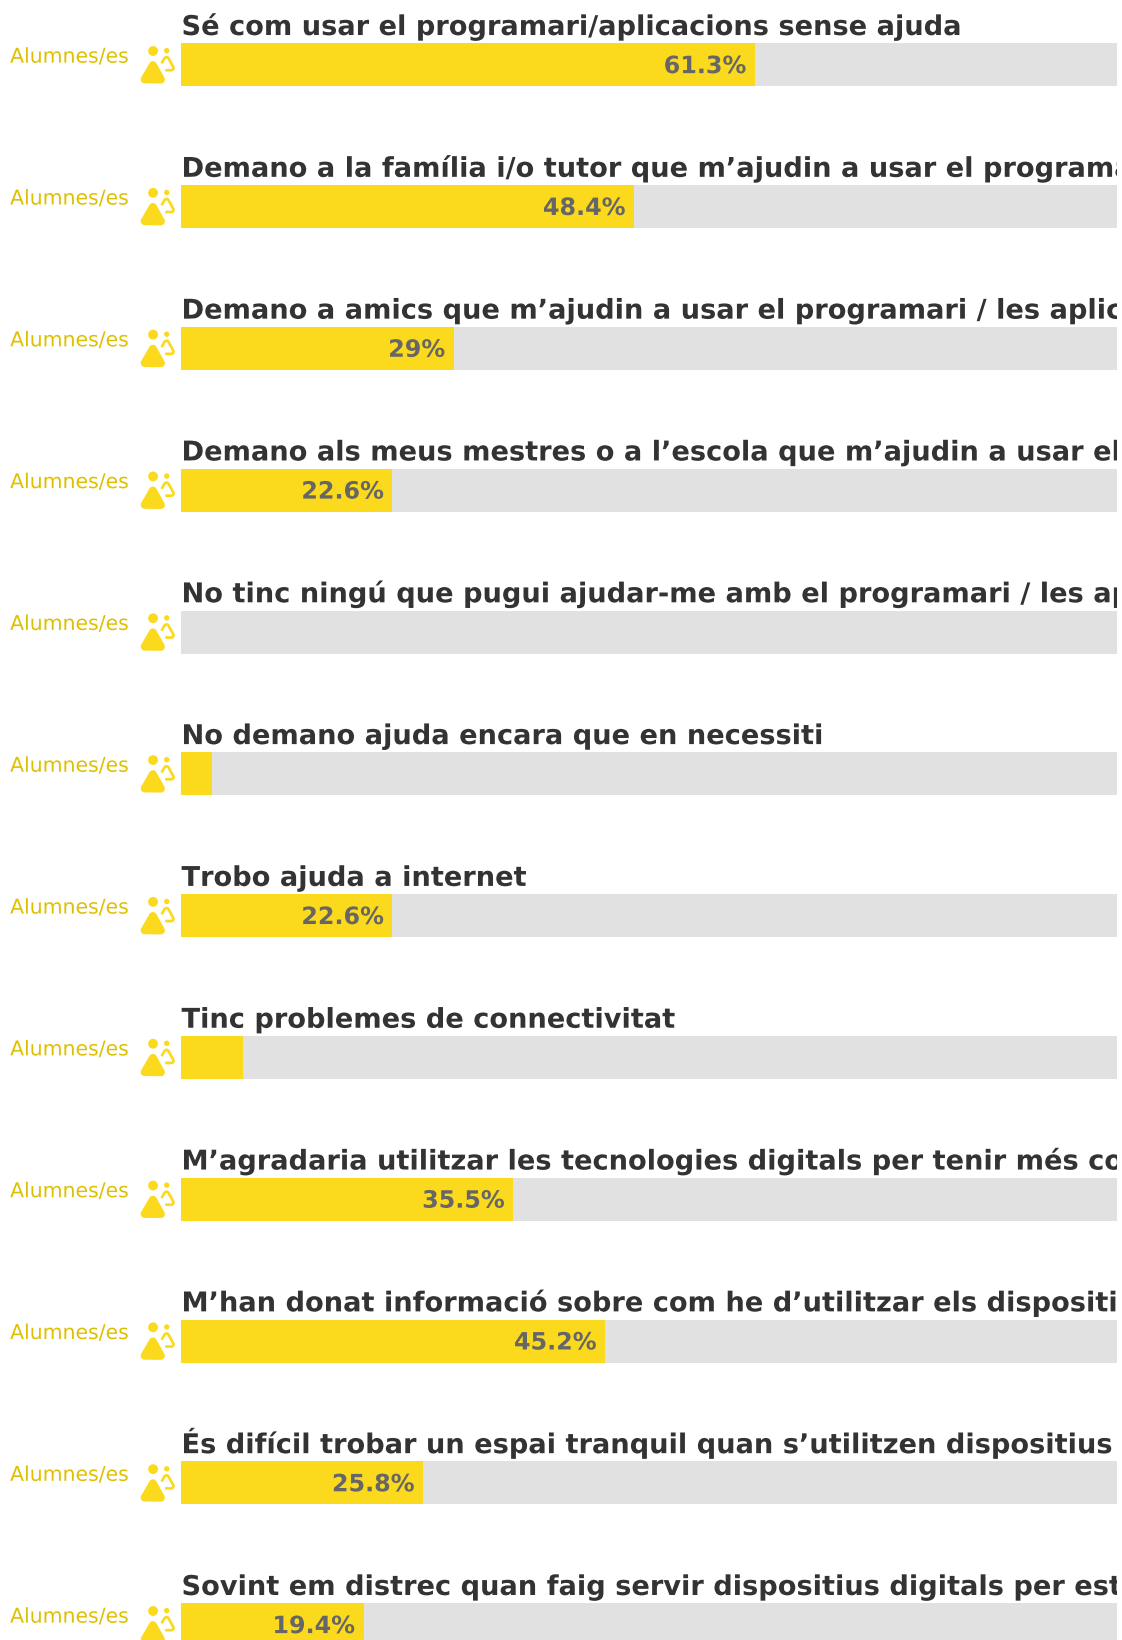 Sé com usar el programari/aplicacions sense ajuda
Alumnes/es
61.3%
Demano a la família i/o tutor que m’ajudin a usar el
Alumnes/es
48.4%
Demano a amics que m’ajudin a usar el programari / les
Alumnes/es
29%
Demano als meus mestres o a l’escola que m’ajudin a usar el
Alumnes/es
22.6%
No tinc ningú que pugui ajudar-me amb el programari / les
Alumnes/es
No demano ajuda encara que en necessiti
Alumnes/es
Trobo ajuda a internet
Alumnes/es
22.6%
Tinc problemes de connectivitat
Alumnes/es
M’agradaria utilitzar les tecnologies digitals per tenir més
Alumnes/es
35.5%
M’han donat informació sobre com he d’utilitzar els
Alumnes/es
45.2%
És difícil trobar un espai tranquil quan s’utilitzen dispositius
Alumnes/es
25.8%
Sovint em distrec quan faig servir dispositius digitals per
Alumnes/es
19.4%